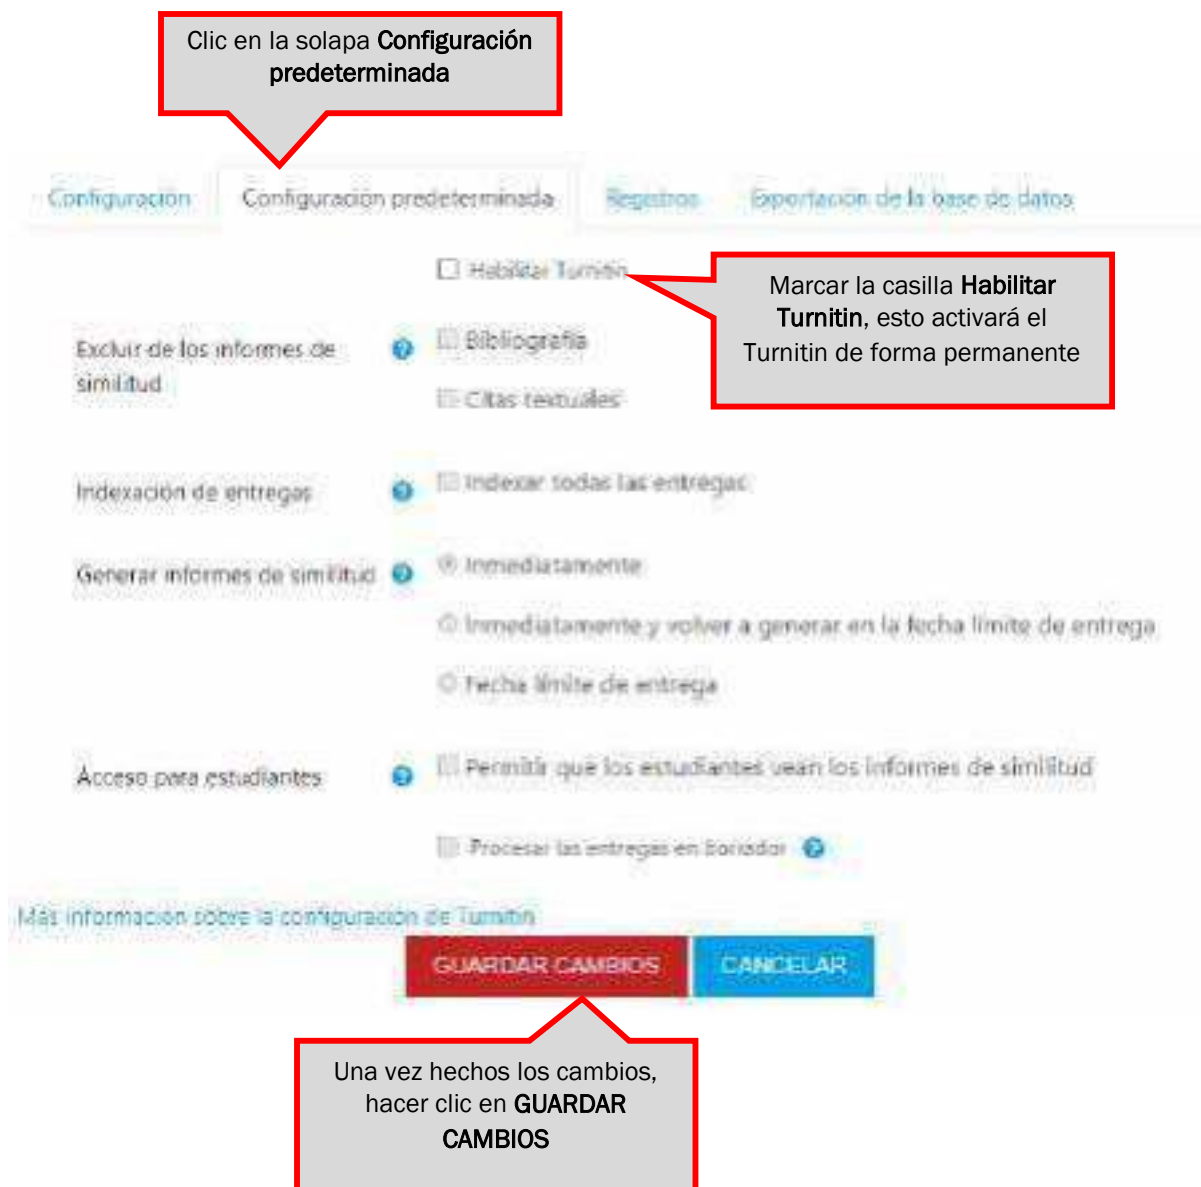 Clic en la solapa Configuración
predeterminada
Configuración Configuración predeterminada Registros Exportación de la base de datos
Habilitar Turnitin
Marcar la casilla Habilitar
Turnitin, esto activará el
Turnitin de forma permanente
Excluir de los informes de
similitud
Bibliografía
Citas textuales
Indexación de entregas
Indexar todas las entregas
Generar informes de similitud
Inmediatamente
Inmediatamente y volver a generar en la fecha límite de entrega
Fecha límite de entrega
Acceso para estudiantes
Permitir que los estudiantes vean los informes de similitud
Procesar las entregas en borrador
Más información sobre la configuración de Turnitin
GUARDAR CAMBIOS CANCELAR
Una vez hechos los cambios,
hacer clic en GUARDAR
CAMBIOS